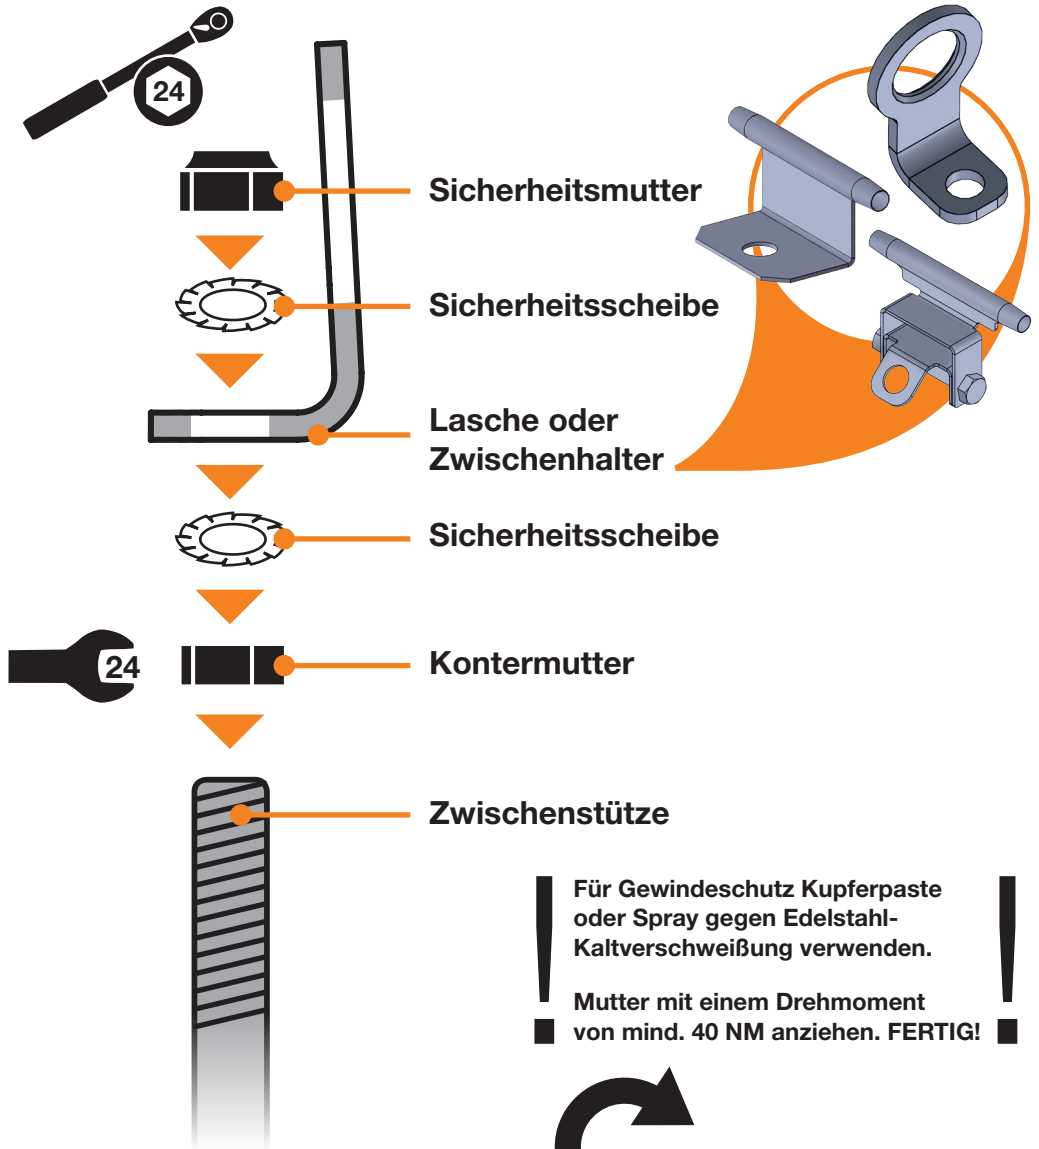 24
Sicherheitsmutter
Sicherheitsscheibe
Lasche oder
Zwischenhalter
Sicherheitsscheibe
24
Kontermutter
Zwischenstütze
Für Gewindeschutz Kupferpaste
oder Spray gegen Edelstahl-
Kaltverschweißung verwenden.
Mutter mit einem Drehmoment
von mind. 40 NM anziehen. FERTIG!